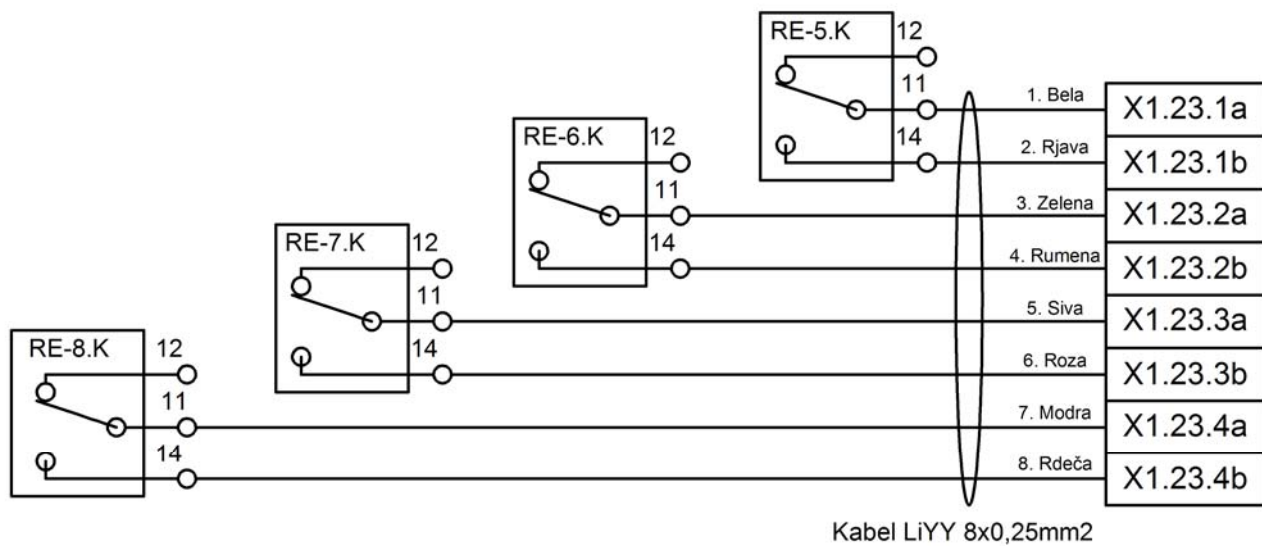 RE-5.K 12
11 1. Bela X1.23.1a
RE-6.K 12 14 2. Rjava X1.23.1b
11 3. Zelena X1.23.2a
RE-7.K 12 14 4. Rumena X1.23.2b
11 5. Siva X1.23.3a
RE-8.K 12 14 6. Roza X1.23.3b
11 7. Modra X1.23.4a
14 8. Rdeča X1.23.4b
Kabel LiYY 8x0,25mm2